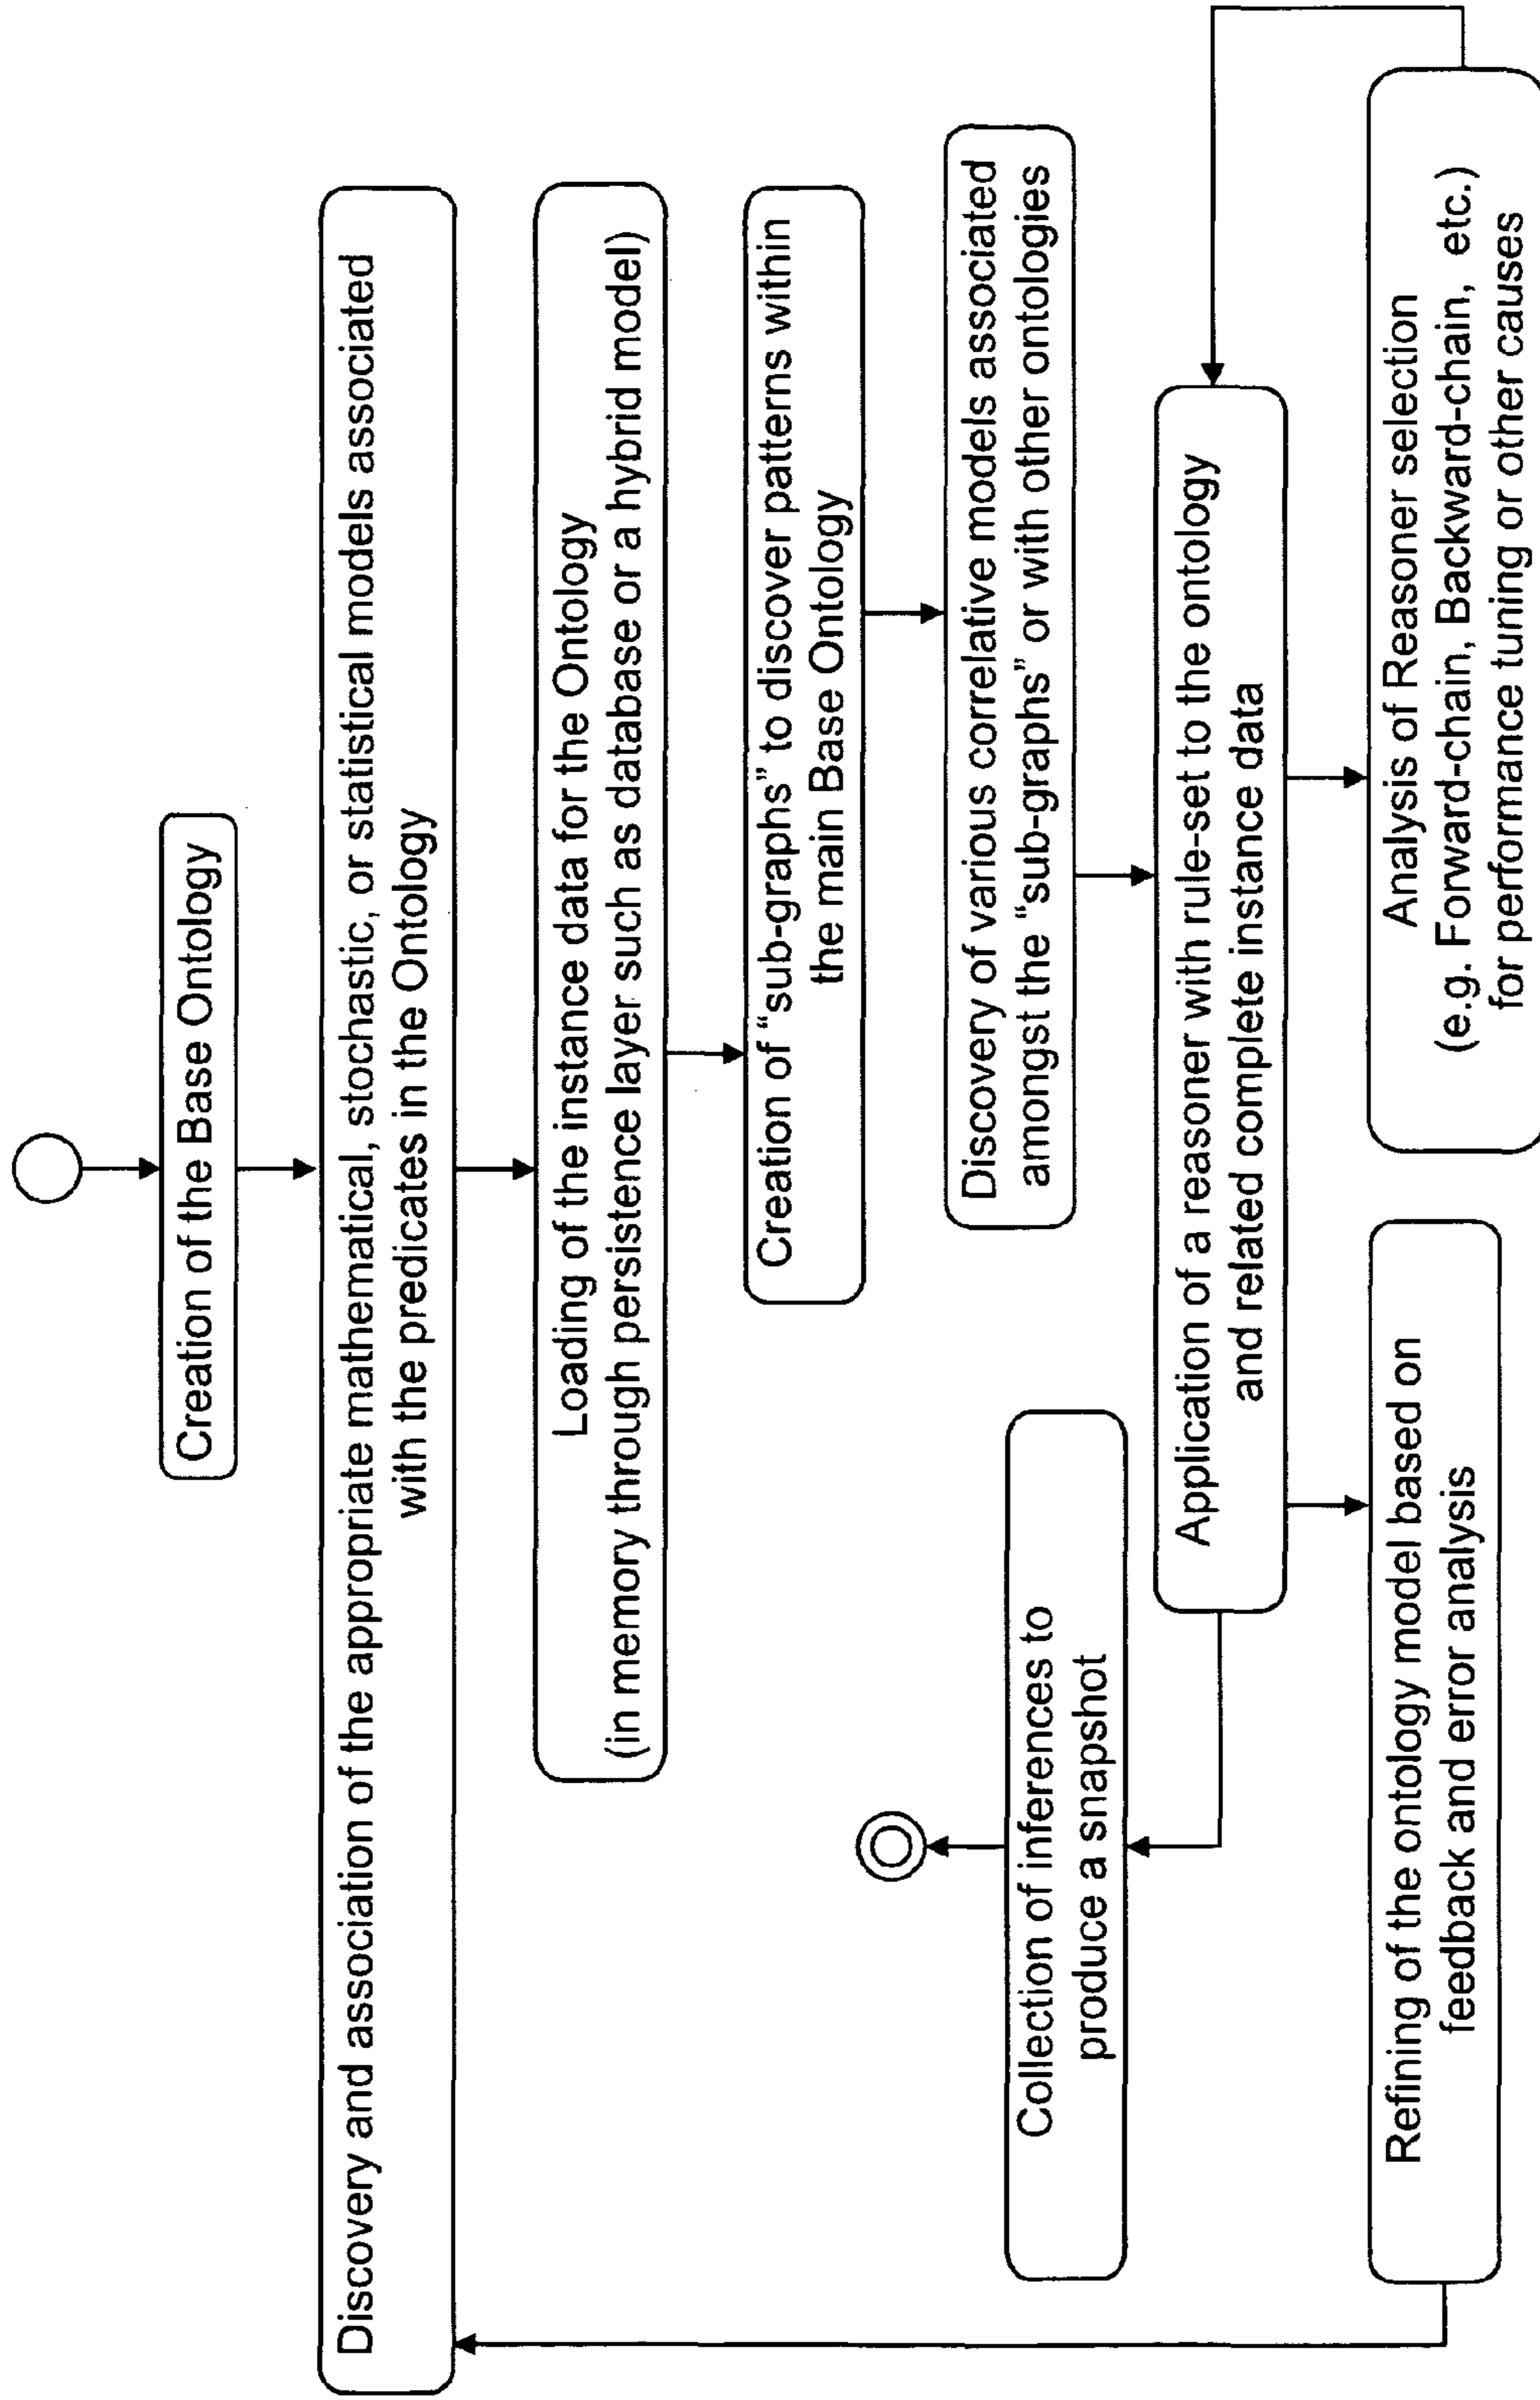 Creation of the Base Ontology
Discovery and association of the appropriate mathematical, stochastic, or statistical models associated
with the predicates in the Ontology
Loading of the instance data for the Ontology
(in memory through persistence layer such as database or a hybrid model)
Creation of “sub-graphs” to discover patterns within
the main Base Ontology
Discovery of various correlative models associated
amongst the “sub-graphs” or with other ontologies
Collection of inferences to
produce a snapshot
Application of a reasoner with rule-set to the ontology
and related complete instance data
Refining of the ontology model based on
feedback and error analysis
Analysis of Reasoner selection
(e.g. Forward-chain, Backward-chain, etc.)
for performance tuning or other causes